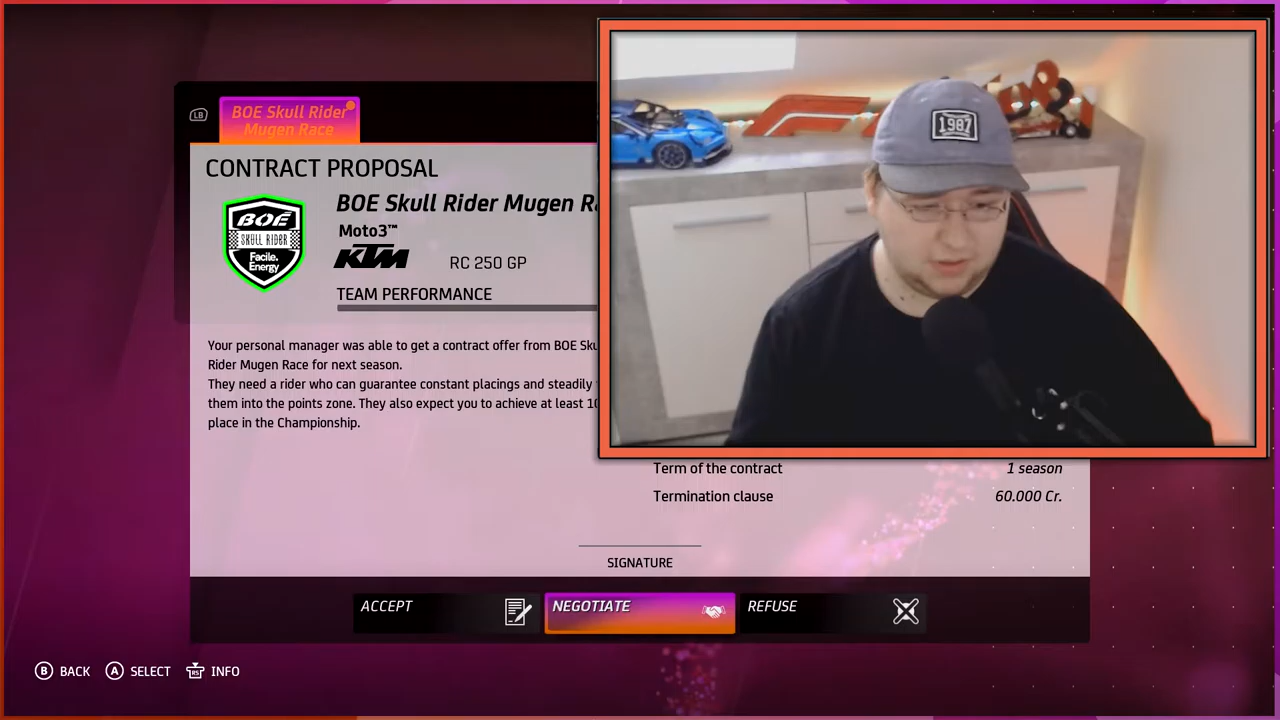 LB
BOE Skull Rider
Mugen Race
CONTRACT PROPOSAL
BOE
SKULL RIDER
Facile.
Energy
BOE Skull Rider Mugen R
Moto3™
KTM
RC 250 GP
TEAM PERFORMANCE
Your personal manager was able to get a contract offer from BOE Sku
Rider Mugen Race for next season.
They need a rider who can guarantee constant placings and steadily
them into the points zone. They also expect you to achieve at least 10
place in the Championship.
1987
Term of the contract
1 season
Termination clause
60.000 Cr.
SIGNATURE
ACCEPT
NEGOTIATE
REFUSE
B BACK
A SELECT
RS INFO